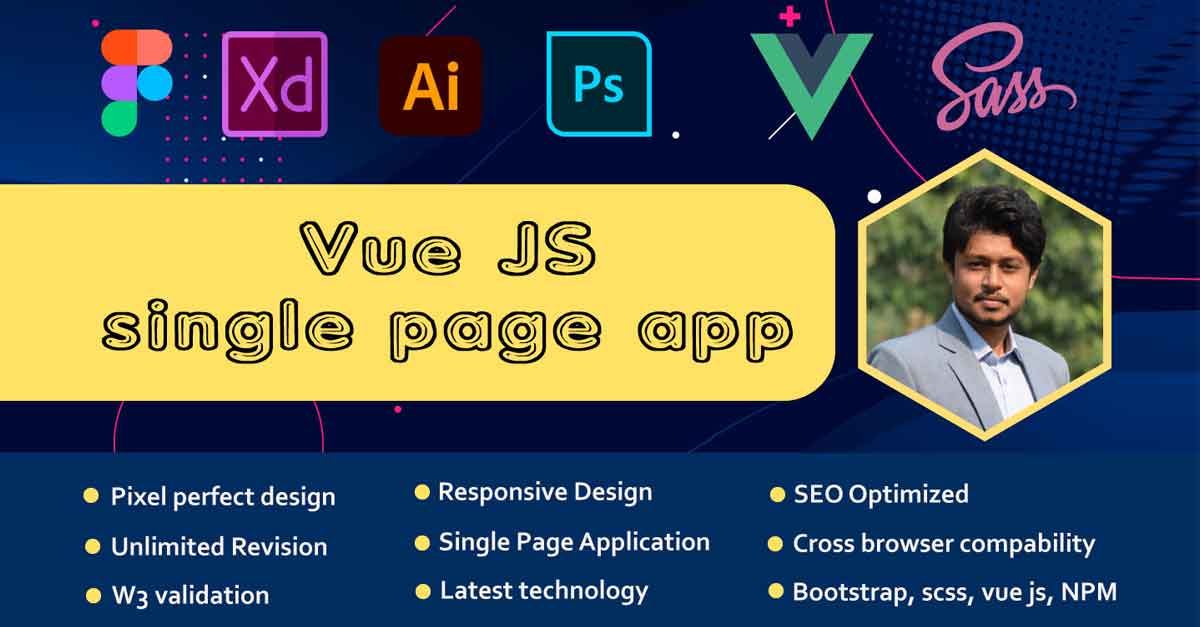 Xd
Ai
Ps
Sass
Vue JS
single page app
Pixel perfect design
Unlimited Revision
W3 validation
Responsive Design
Single Page Application
Latest technology
SEO Optimized
Cross browser compability
Bootstrap, scss, vue js, NPM